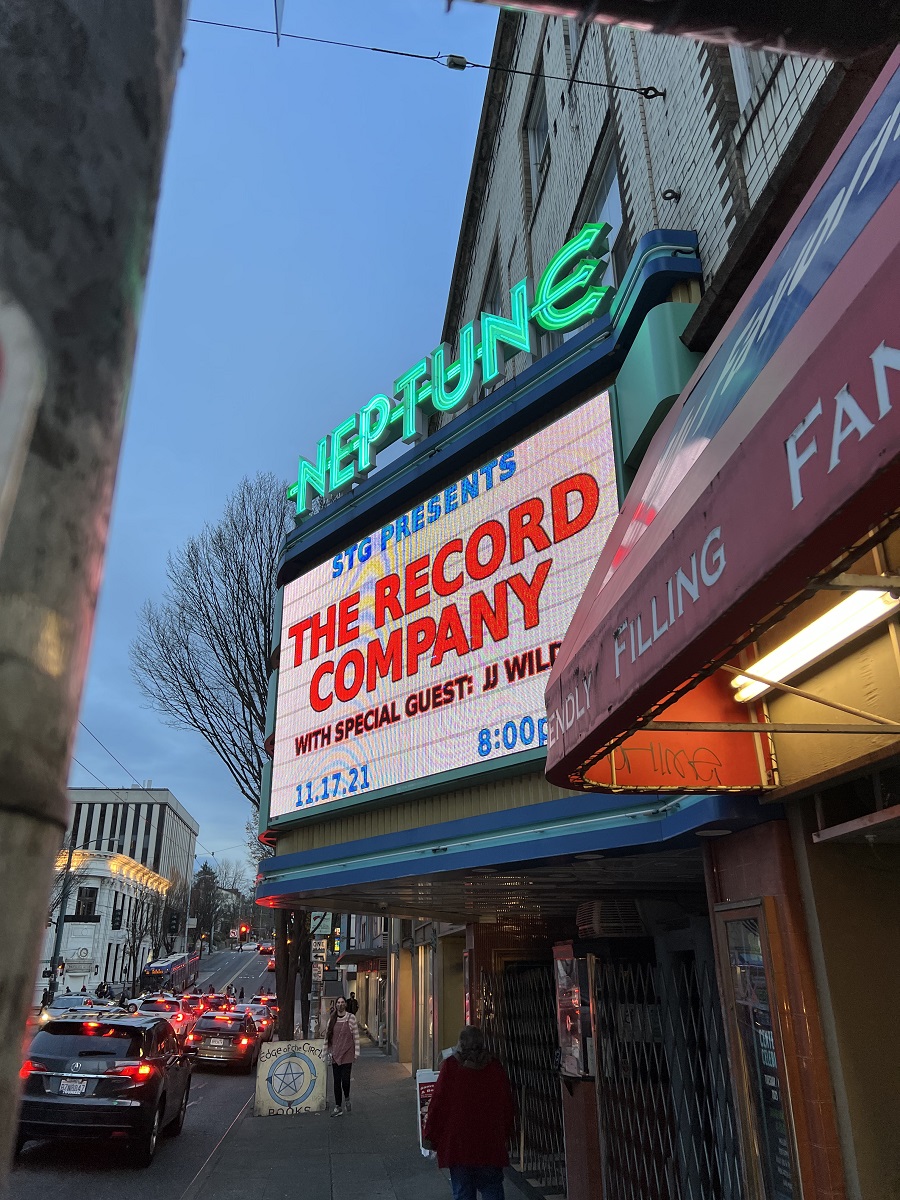 NEPTUNE
STG PRESENTS
THE RECORD
COMPANY
WITH SPECIAL GUEST: JJ WILD
8:00p
11.17.21
FAN
ENDLY FILLING
Edge of the Circle
BOOKS